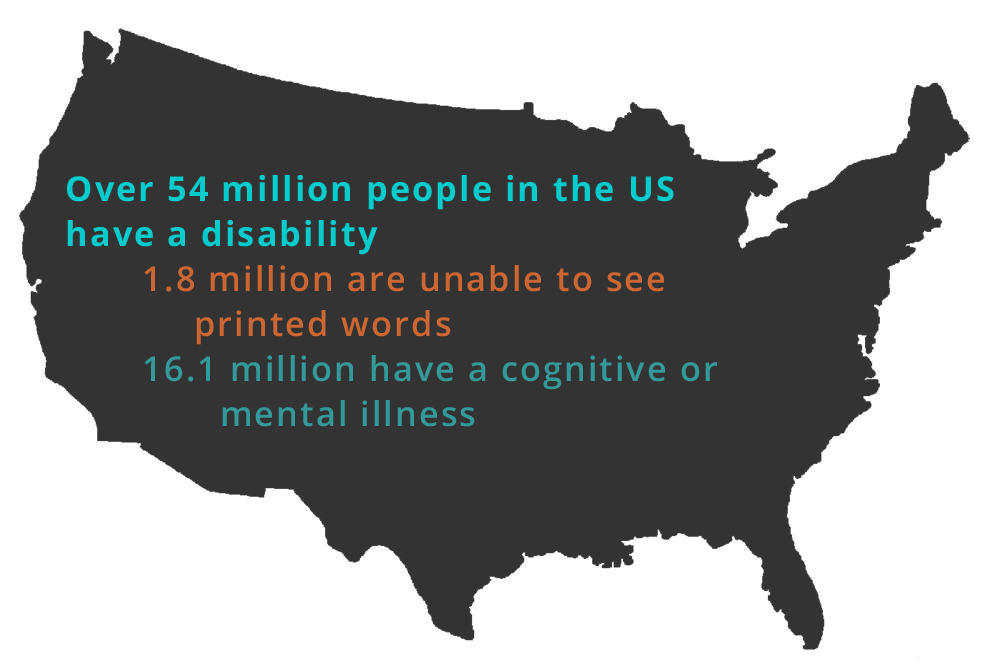 Over 54 million people in the US
have a disability
1.8 million are unable to see
printed words
16.1 million have a cognitive or
mental illness